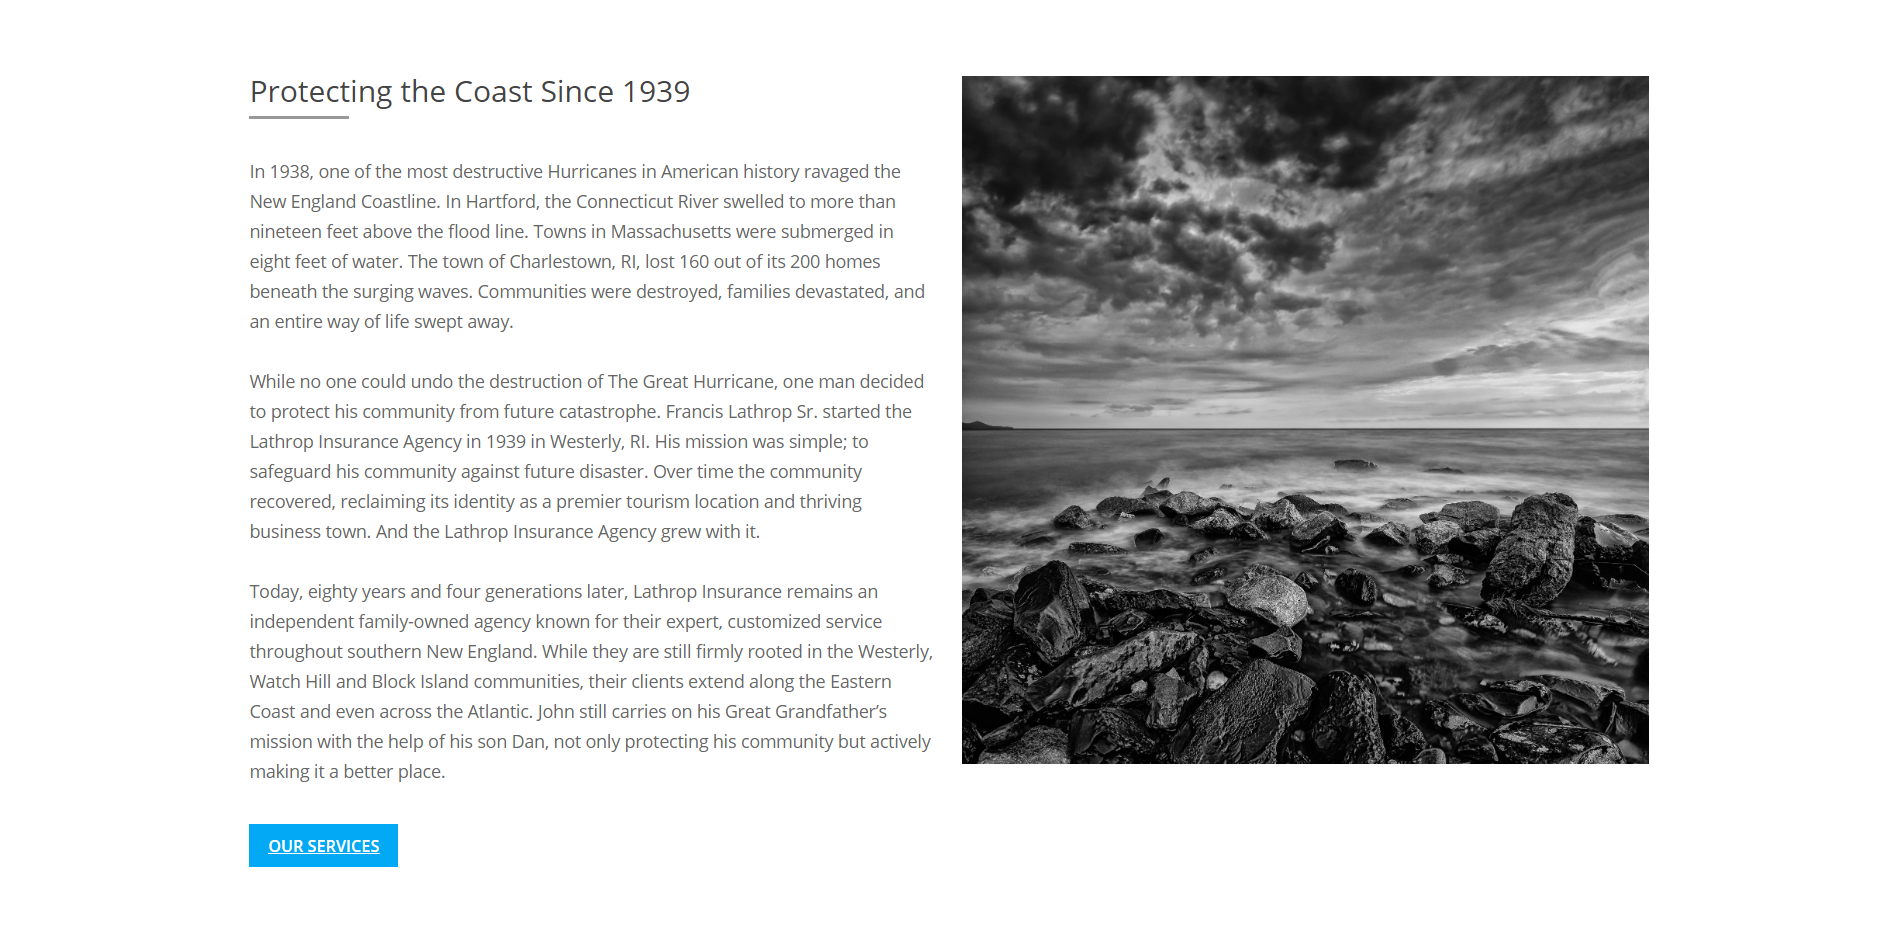 Protecting the Coast Since 1939
In 1938, one of the most destructive Hurricanes in American history ravaged the
New England Coastline. In Hartford, the Connecticut River swelled to more than
nineteen feet above the flood line. Towns in Massachusetts were submerged in
eight feet of water. The town of Charlestown, RI, lost 160 out of its 200 homes
beneath the surging waves. Communities were destroyed, families devastated, and
an entire way of life swept away.
While no one could undo the destruction of The Great Hurricane, one man decided
to protect his community from future catastrophe. Francis Lathrop Sr. started the
Lathrop Insurance Agency in 1939 in Westerly, RI. His mission was simple; to
safeguard his community against future disaster. Over time the community
recovered, reclaiming its identity as a premier tourism location and thriving
business town. And the Lathrop Insurance Agency grew with it.
Today, eighty years and four generations later, Lathrop Insurance remains an
independent family-owned agency known for their expert, customized service
throughout southern New England. While they are still firmly rooted in the Westerly,
Watch Hill and Block Island communities, their clients extend along the Eastern
Coast and even across the Atlantic. John still carries on his Great Grandfather’s
mission with the help of his son Dan, not only protecting his community but actively
making it a better place.
OUR SERVICES